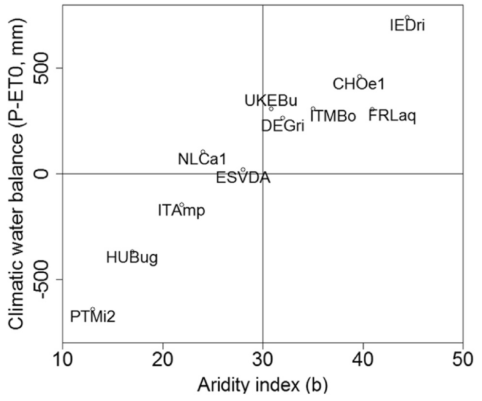 Climatic water balance (P-ET0, mm)
500
0
-500
IEDri
CHOe1
UKEBu
ITMBo
FRLaq
DEGri
NLCa1
ESVDA
ITAmp
HUBug
PTMi2
10 20 30 40 50
Aridity index (b)